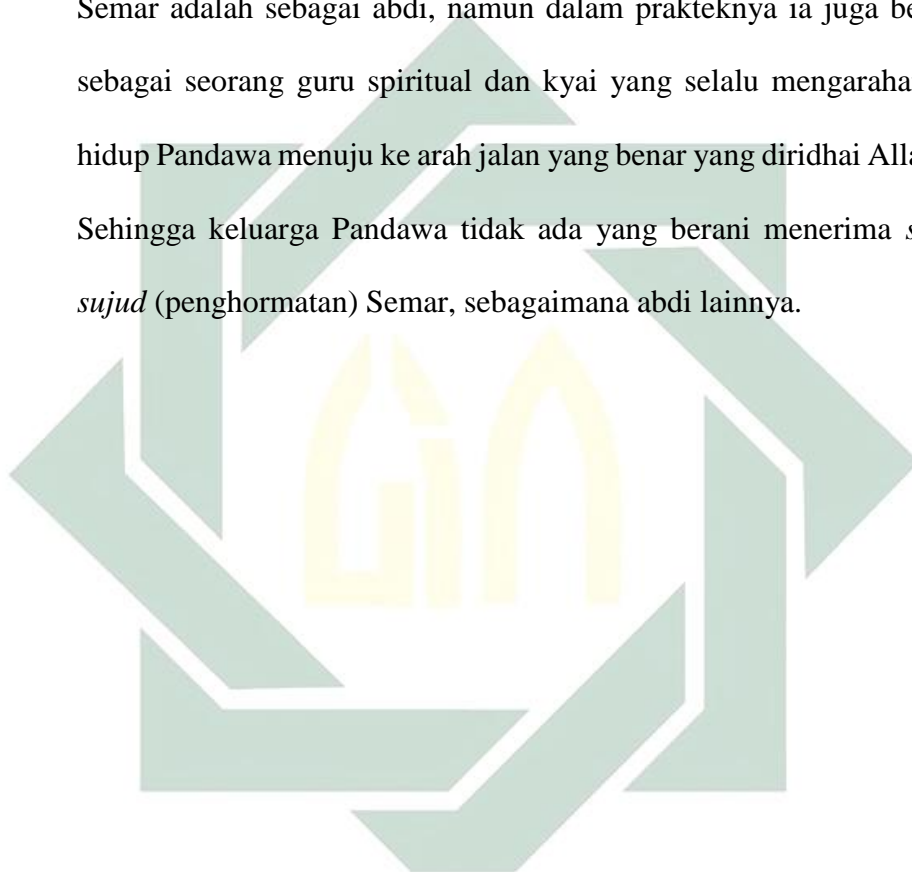 Semar adalah sebagai abdi, namun dalam prakteknya ia juga
sebagai seorang guru spiritual dan kyai yang selalu
hidup Pandawa menuju ke arah jalan yang benar yang diridhai
Sehingga keluarga Pandawa tidak ada yang berani menerima
sujud (penghormatan) Semar, sebagaimana abdi lainnya.